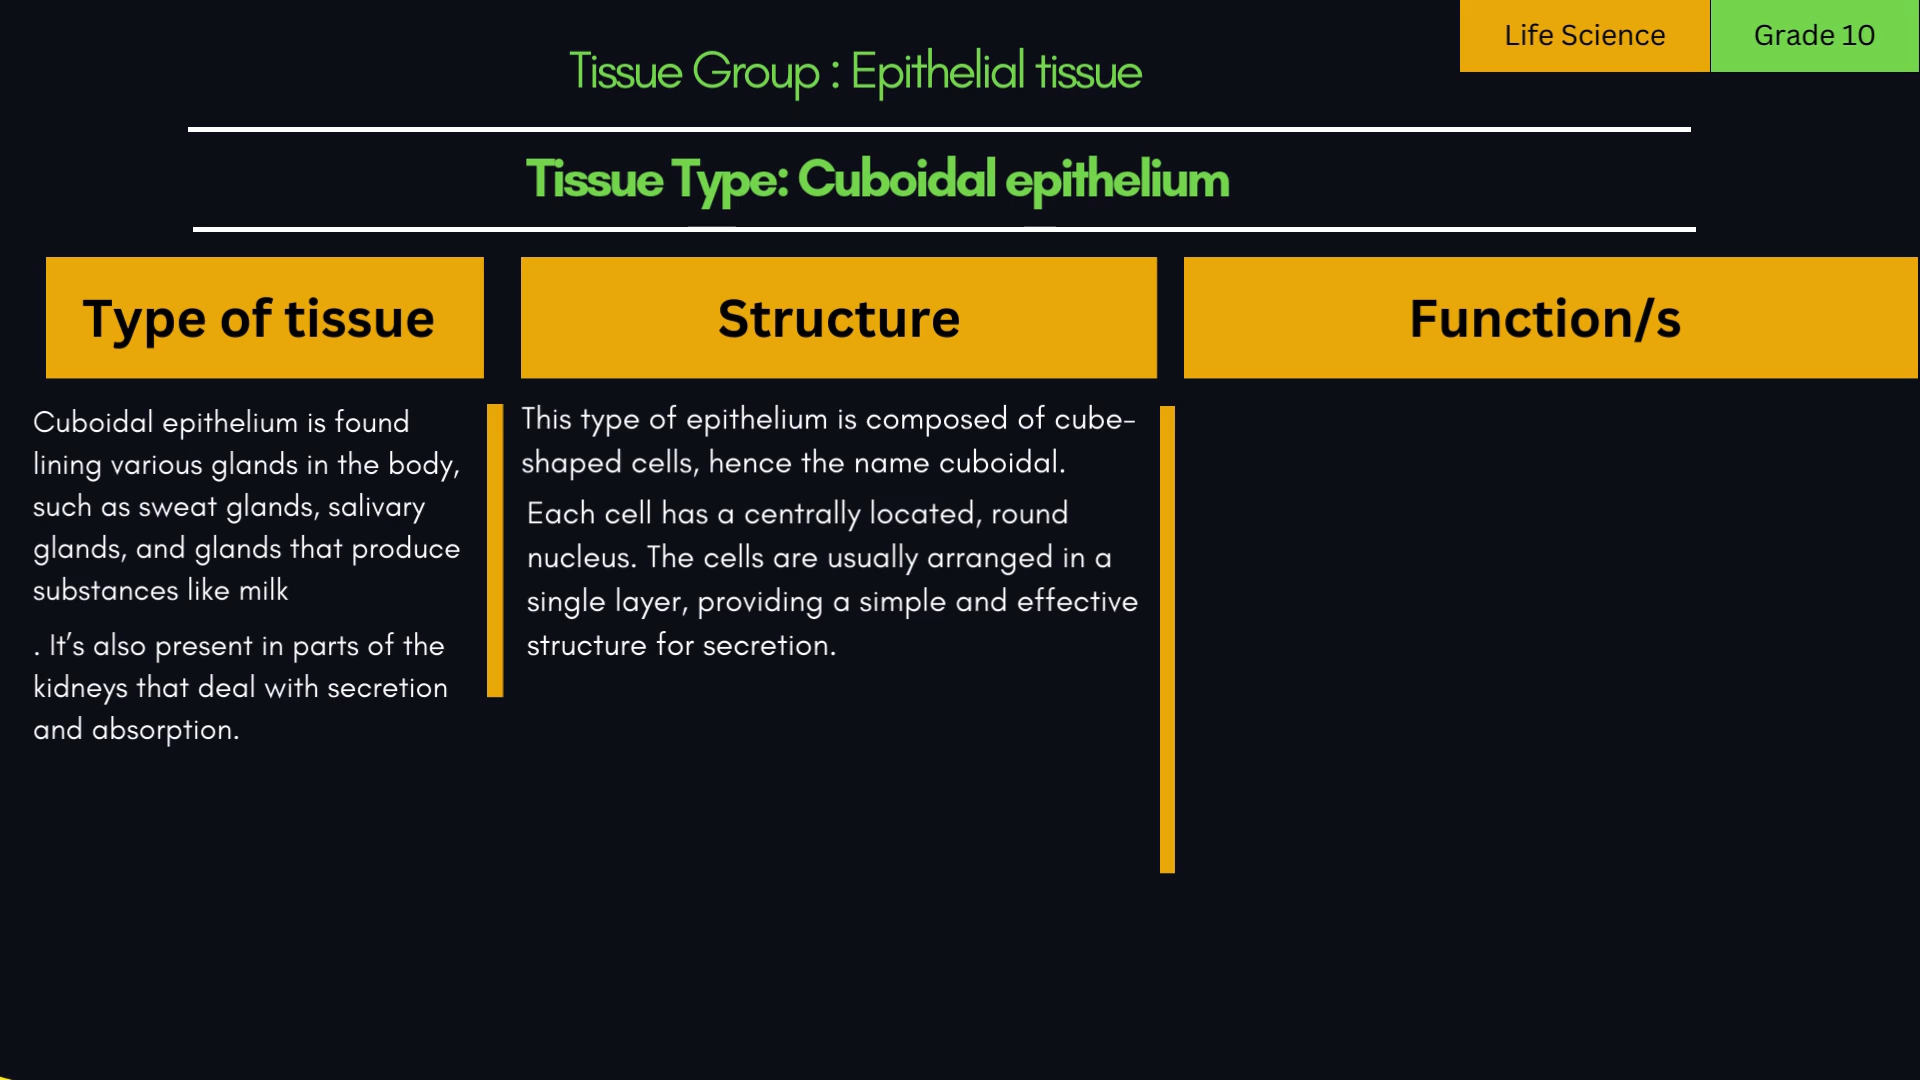 Life Science
Grade 10
Tissue Group : Epithelial tissue
Tissue Type: Cuboidal epithelium
Type of tissue
Structure
Function/s
Cuboidal epithelium is found
lining various glands in the body,
such as sweat glands, salivary
glands, and glands that produce
substances like milk
. It’s also present in parts of the
kidneys that deal with secretion
and absorption.
This type of epithelium is composed of cube-
shaped cells, hence the name cuboidal.
Each cell has a centrally located, round
nucleus. The cells are usually arranged in a
single layer, providing a simple and effective
structure for secretion.